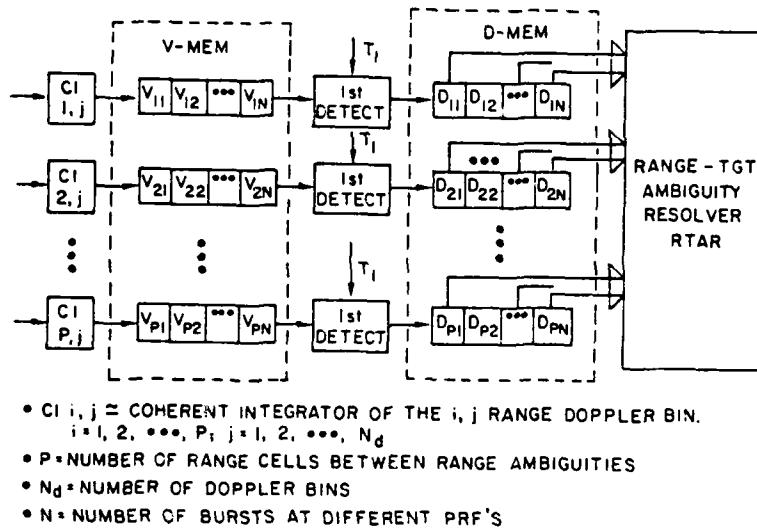 V-MEM
D-MEM
T1
CI 1, j
V11 V12 ••• V1N
1st DETECT
D11 D12 ••• D1N
T1
CI 2, j
V21 V22 ••• V2N
1st DETECT
•••
D21 D22 ••• D2N
RANGE-TGT
AMBIGUITY
RESOLVER
RTAR
T1
CI P, j
VP1 VP2 ••• VPN
1st DETECT
DP1 DP2 ••• DPN
• CI i, j ≃ COHERENT INTEGRATOR OF THE i, j RANGE DOPPLER BIN.
i = 1, 2, •••, P; j = 1, 2, •••, Nd
• P = NUMBER OF RANGE CELLS BETWEEN RANGE AMBIGUITIES
• Nd = NUMBER OF DOPPLER BINS
• N = NUMBER OF BURSTS AT DIFFERENT PRF'S